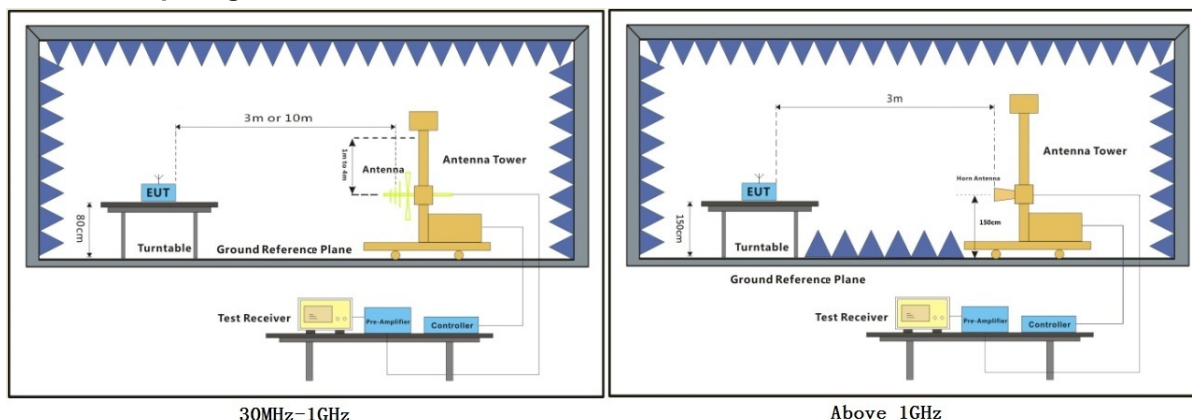 3m or 10m
1m to 4m
Antenna
Antenna Tower
EUT
80cm
Turntable
Ground Reference Plane
Test Receiver
Pre-Amplifier
Controller
30MHz-1GHz
3m
Antenna Tower
Horn Antenna
EUT
150cm
150cm
Turntable
Ground Reference Plane
Test Receiver
Pre-Amplifier
Controller
Above 1GHz